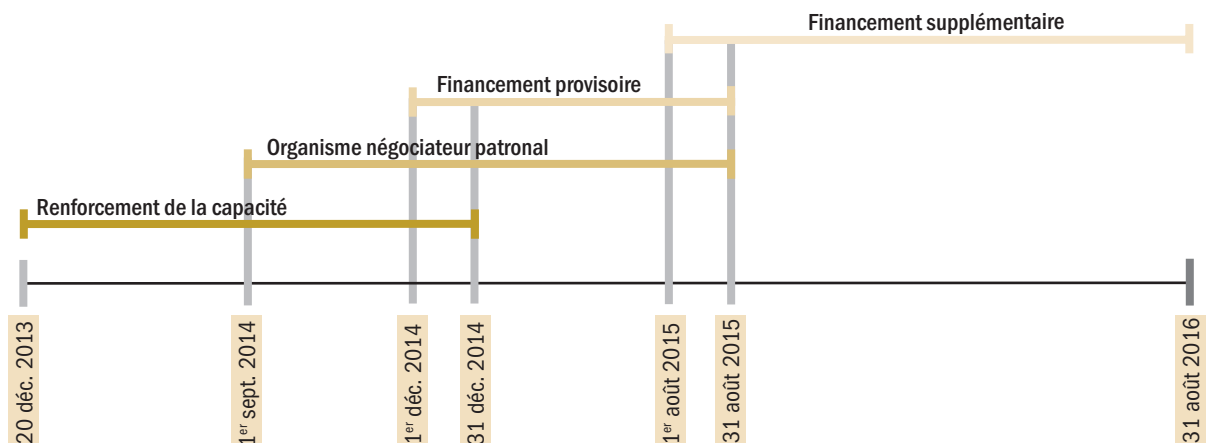 Financement supplémentaire
Financement provisoire
Organisme négociateur patronal
Renforcement de la capacité
20 déc. 2013
1er sept. 2014
1er déc. 2014
31 déc. 2014
1er août 2015
31 août 2015
31 août 2016